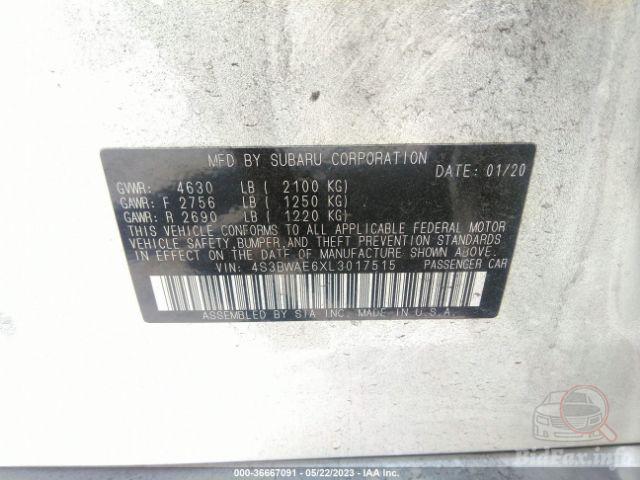 MFD BY SUBARU CORPORATION
DATE: 01/20
GVWR: 4630 LB ( 2100 KG)
GAWR: F 2756 LB ( 1250 KG)
GAWR: R 2690 LB ( 1220 KG)
THIS VEHICLE CONFORMS TO ALL APPLICABLE FEDERAL MOTOR
VEHICLE SAFETY, BUMPER, AND THEFT PREVENTION STANDARDS
IN EFFECT ON THE DATE OF MANUFACTURE SHOWN ABOVE.
VIN: 4S3BWAE6XL3017515 PASSENGER CAR
ASSEMBLED BY SIA INC. MADE IN U.S.A.
BidFax.info
000-36667091 - 05/22/2023 - IAA Inc.